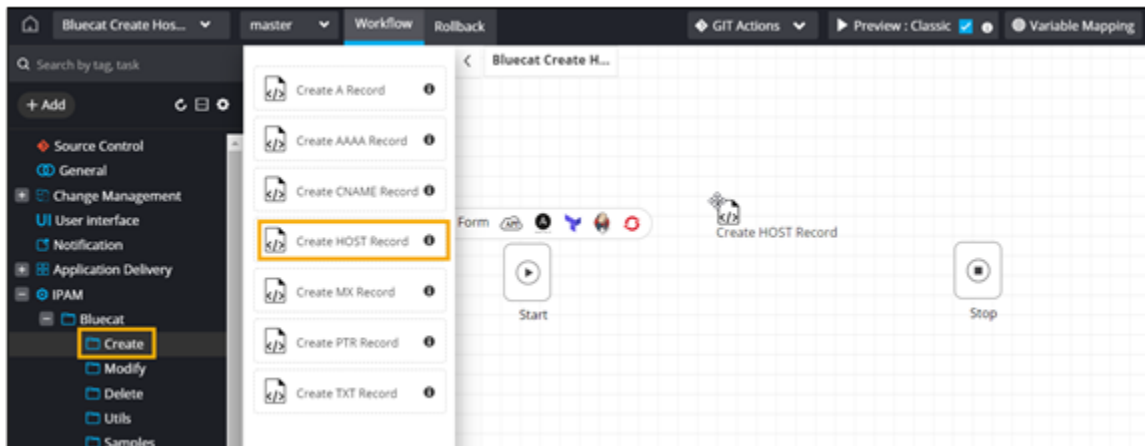 Bluecat Create Hos...
master
Workflow
Rollback
GIT Actions
Preview : Classic
Variable Mapping
Search by tag, task
+ Add
Source Control
General
Change Management
UI User interface
Notification
Application Delivery
IPAM
Bluecat
Create
Modify
Delete
Utils
Samples
Create A Record
Create AAAA Record
Create CNAME Record
Create HOST Record
Create MX Record
Create PTR Record
Create TXT Record
Bluecat Create H...
Form
Create HOST Record
Start
Stop